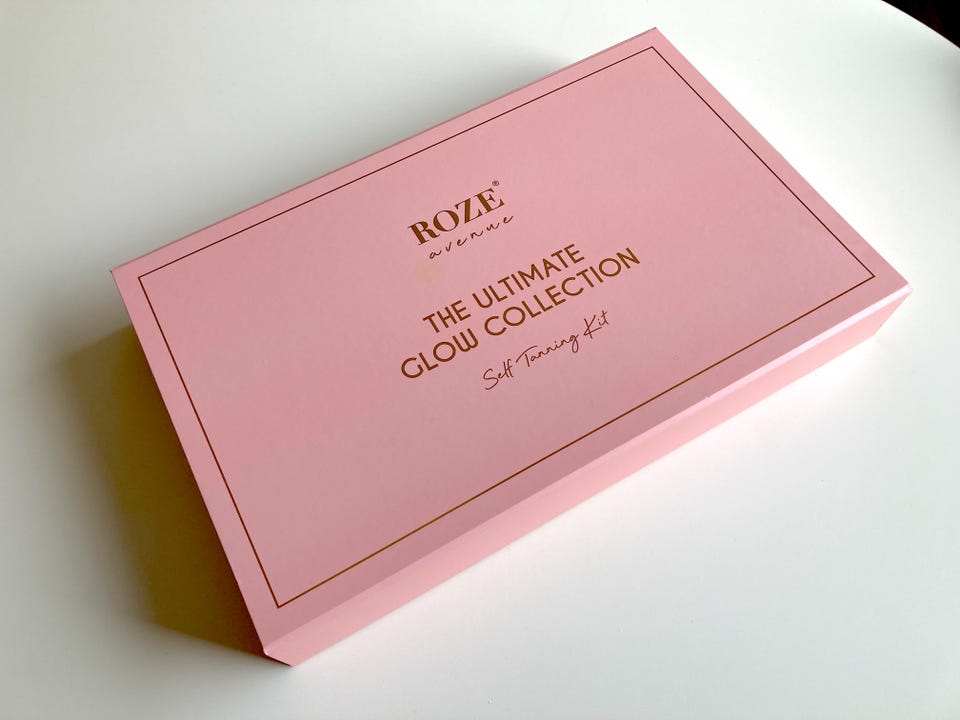 ROZE®
avenue
THE ULTIMATE
GLOW COLLECTION
Self Tanning Kit